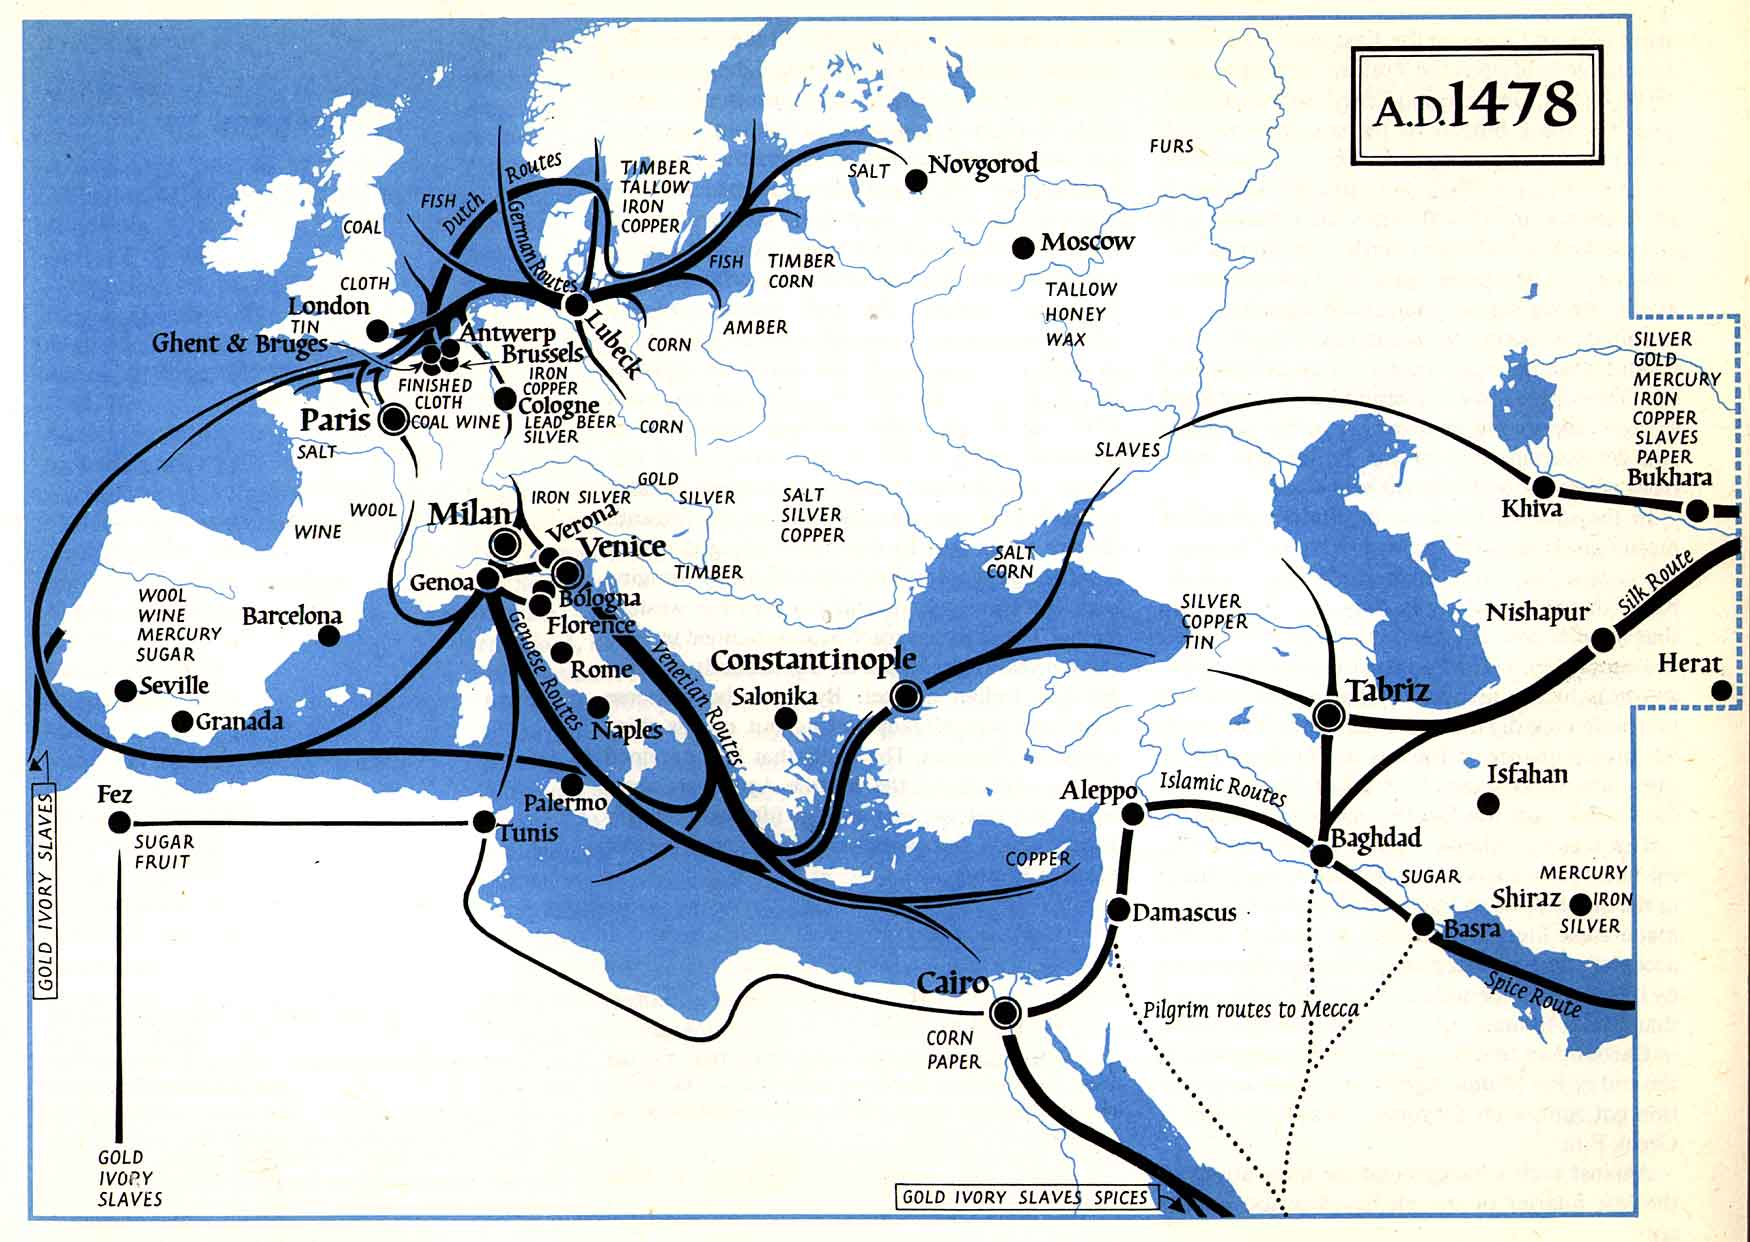 A.D.1478
FURS
Novgorod
SALT
TIMBER
TALLOW
IRON
COPPER
Dutch Routes
FISH
German Routes
COAL
Moscow
FISH
TIMBER
CORN
TALLOW
HONEY
WAX
CLOTH
London
TIN
Ghent & Bruges
Antwerp
Brussels
Lubeck
AMBER
CORN
IRON
COPPER
FINISHED
CLOTH
Cologne
Paris
COAL WINE
LEAD BEER
SILVER
CORN
SALT
SILVER
GOLD
MERCURY
IRON
COPPER
SLAVES
PAPER
Bukhara
Khiva
SLAVES
GOLD
IRON SILVER
SILVER
SALT
SILVER
COPPER
WOOL
WINE
Milan
Verona
Venice
TIMBER
SALT
CORN
Genoa
Bologna
Florence
WOOL
WINE
MERCURY
SUGAR
Barcelona
SILVER
COPPER
TIN
Nishapur
Silk Route
Herat
Genoese Routes
Venetian Routes
Rome
Constantinople
Salonika
Naples
Seville
Granada
Tabriz
Isfahan
Aleppo
Islamic Routes
Fez
SUGAR
FRUIT
Palermo
Tunis
Baghdad
COPPER
SUGAR
MERCURY
Shiraz
IRON
SILVER
Damascus
Basra
Spice Route
GOLD IVORY SLAVES
Cairo
CORN
PAPER
Pilgrim routes to Mecca
GOLD
IVORY
SLAVES
GOLD IVORY SLAVES SPICES